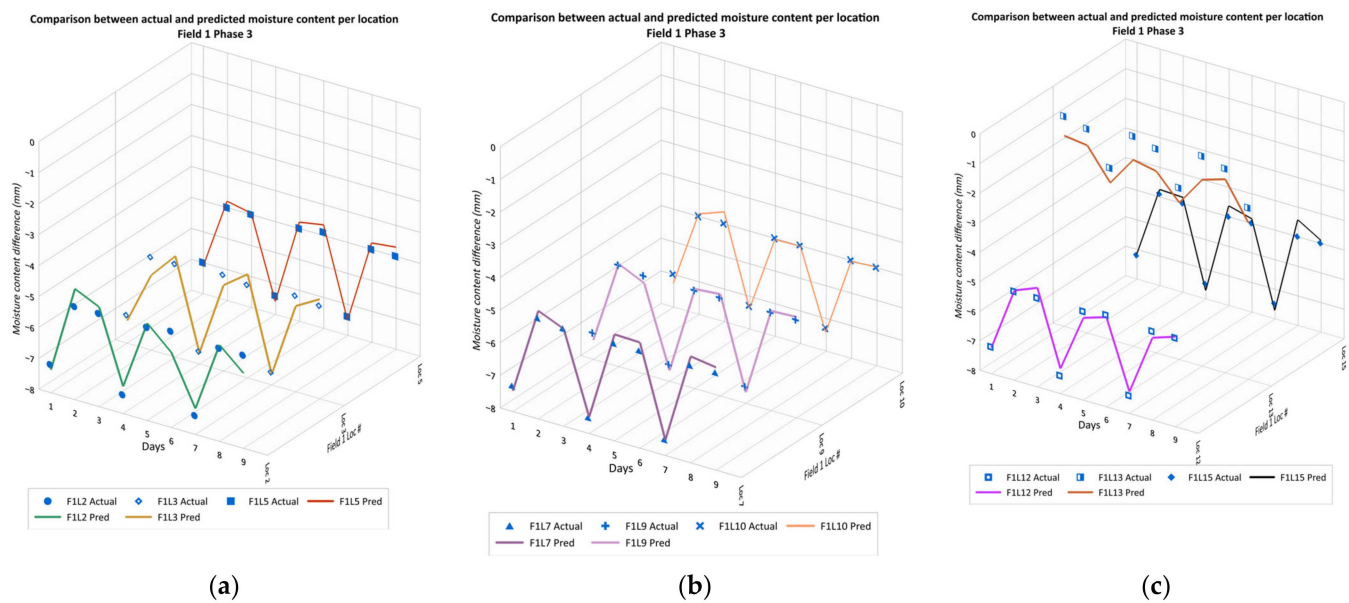 Comparison between actual and predicted moisture content per location
Field 1 Phase 3
Moisture content difference (mm)
0
−1
−2
−3
−4
−5
−6
−7
−8
1
2
3
4
5
6
7
8
9
Days
Loc 2
Loc 3
Loc 5
Field 1 Loc #
F1L2 Actual
F1L3 Actual
F1L5 Actual
F1L5 Pred
F1L2 Pred
F1L3 Pred
(a)
Comparison between actual and predicted moisture content per location
Field 1 Phase 3
Moisture content difference (mm)
0
−1
−2
−3
−4
−5
−6
−7
−8
1
2
3
4
5
6
7
8
9
Days
Loc 7
Loc 9
Loc 10
Field 1 Loc #
F1L7 Actual
F1L9 Actual
F1L10 Actual
F1L10 Pred
F1L7 Pred
F1L9 Pred
(b)
Comparison between actual and predicted moisture content per location
Field 1 Phase 3
Moisture content difference (mm)
0
−1
−2
−3
−4
−5
−6
−7
−8
1
2
3
4
5
6
7
8
9
Days
Loc 12
Loc 13
Loc 15
Field 1 Loc #
F1L12 Actual
F1L13 Actual
F1L15 Actual
F1L15 Pred
F1L12 Pred
F1L13 Pred
(c)